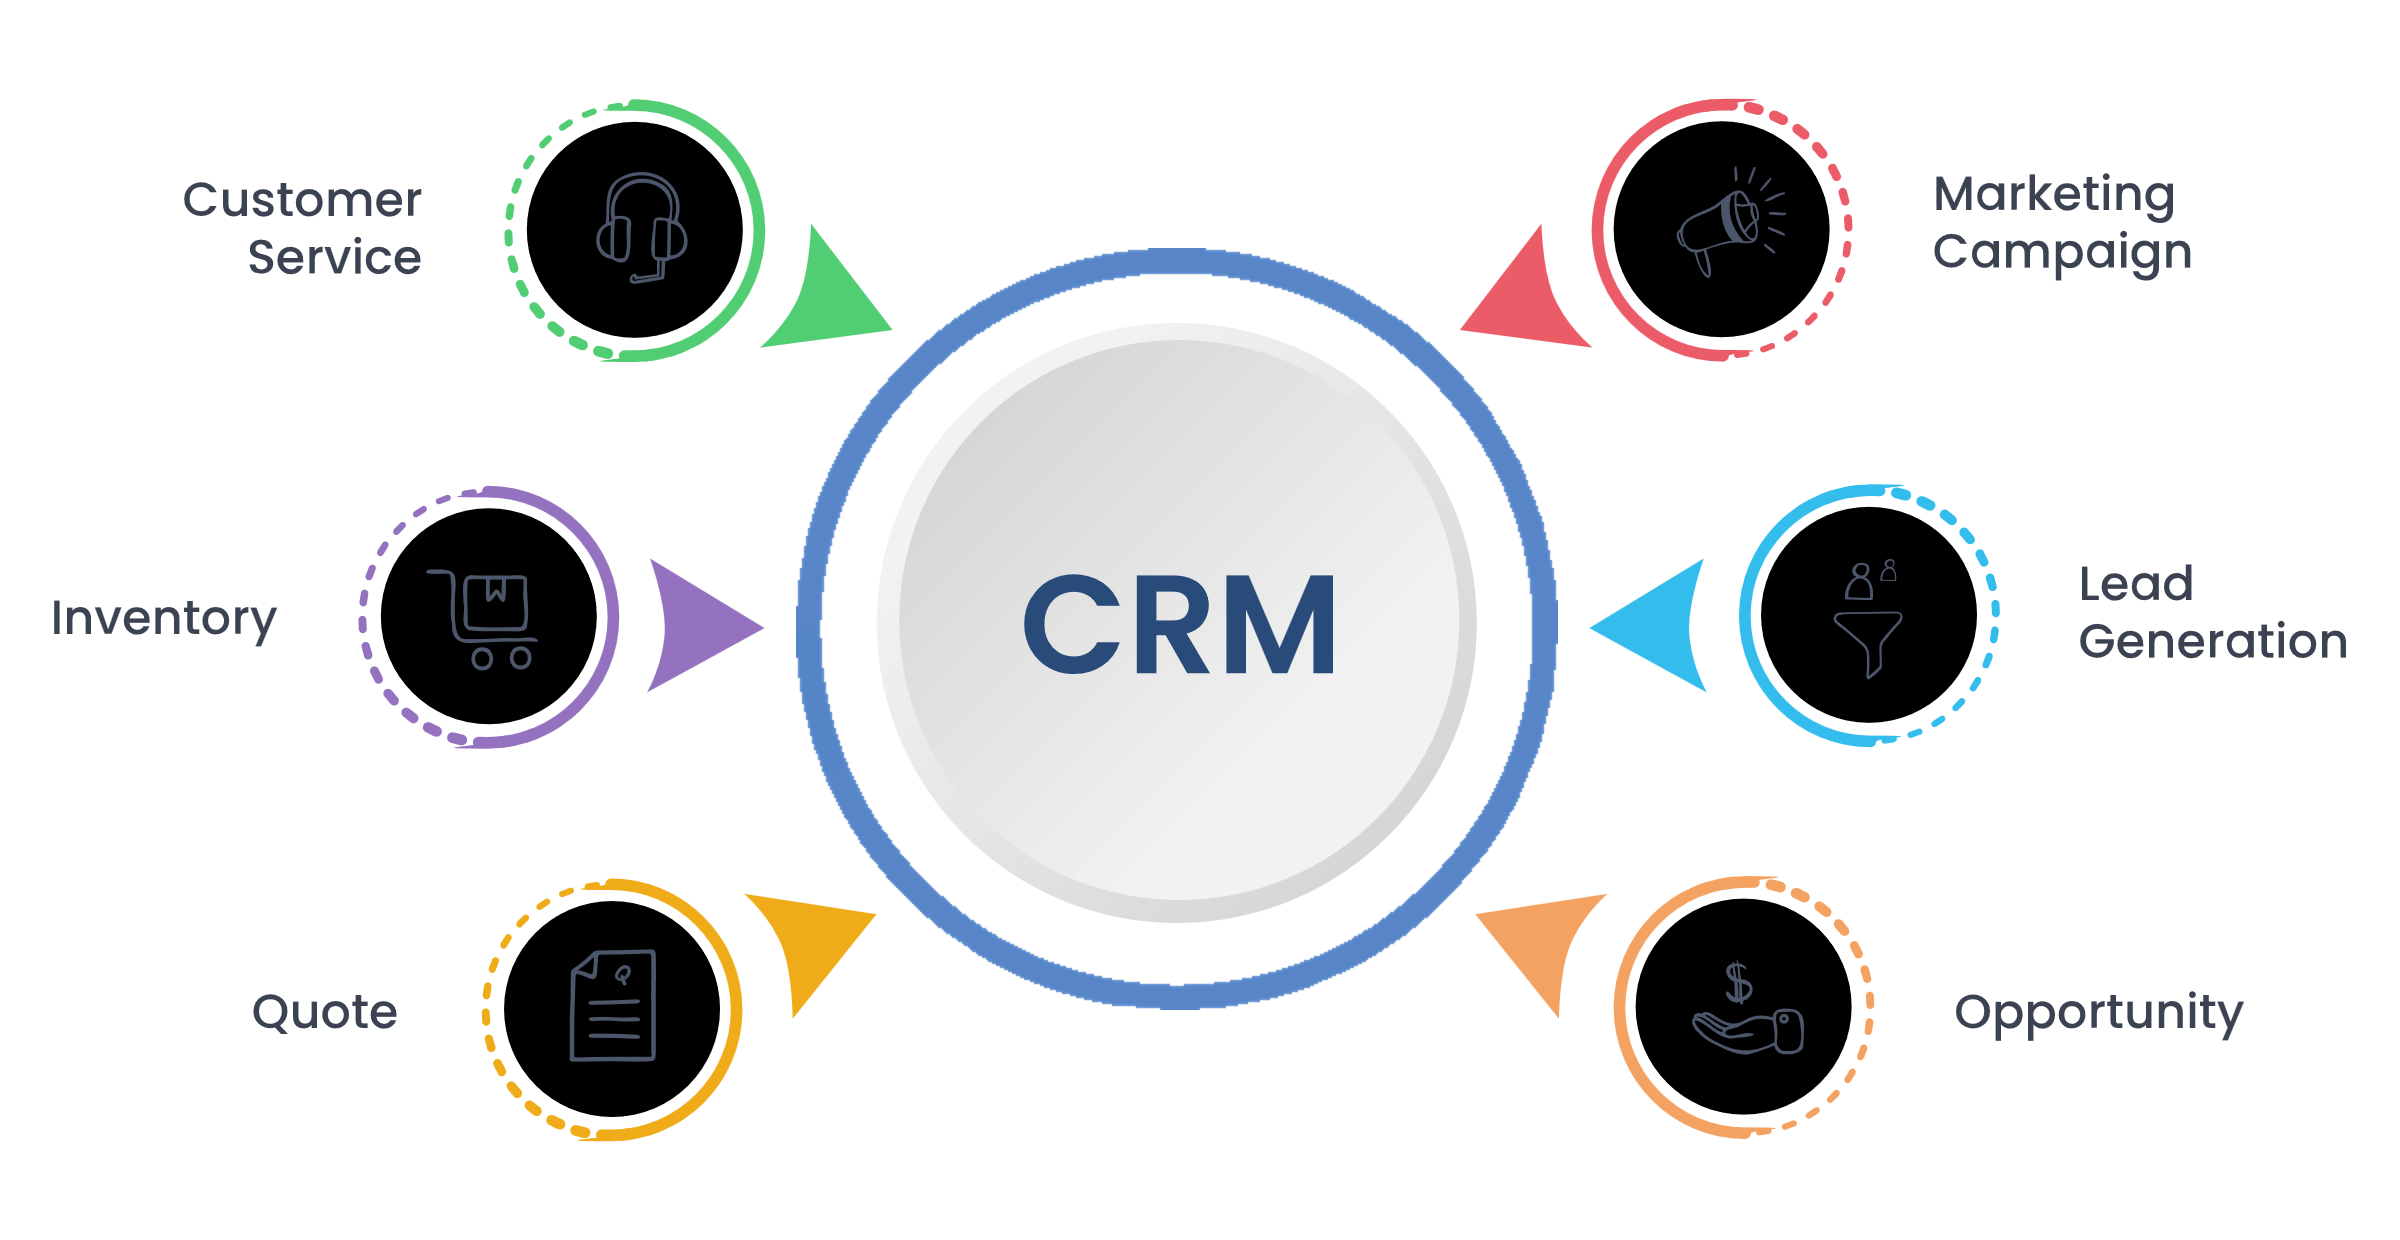 Customer
Service
Marketing
Campaign
Inventory
CRM
Lead
Generation
Quote
Q
Opportunity
$